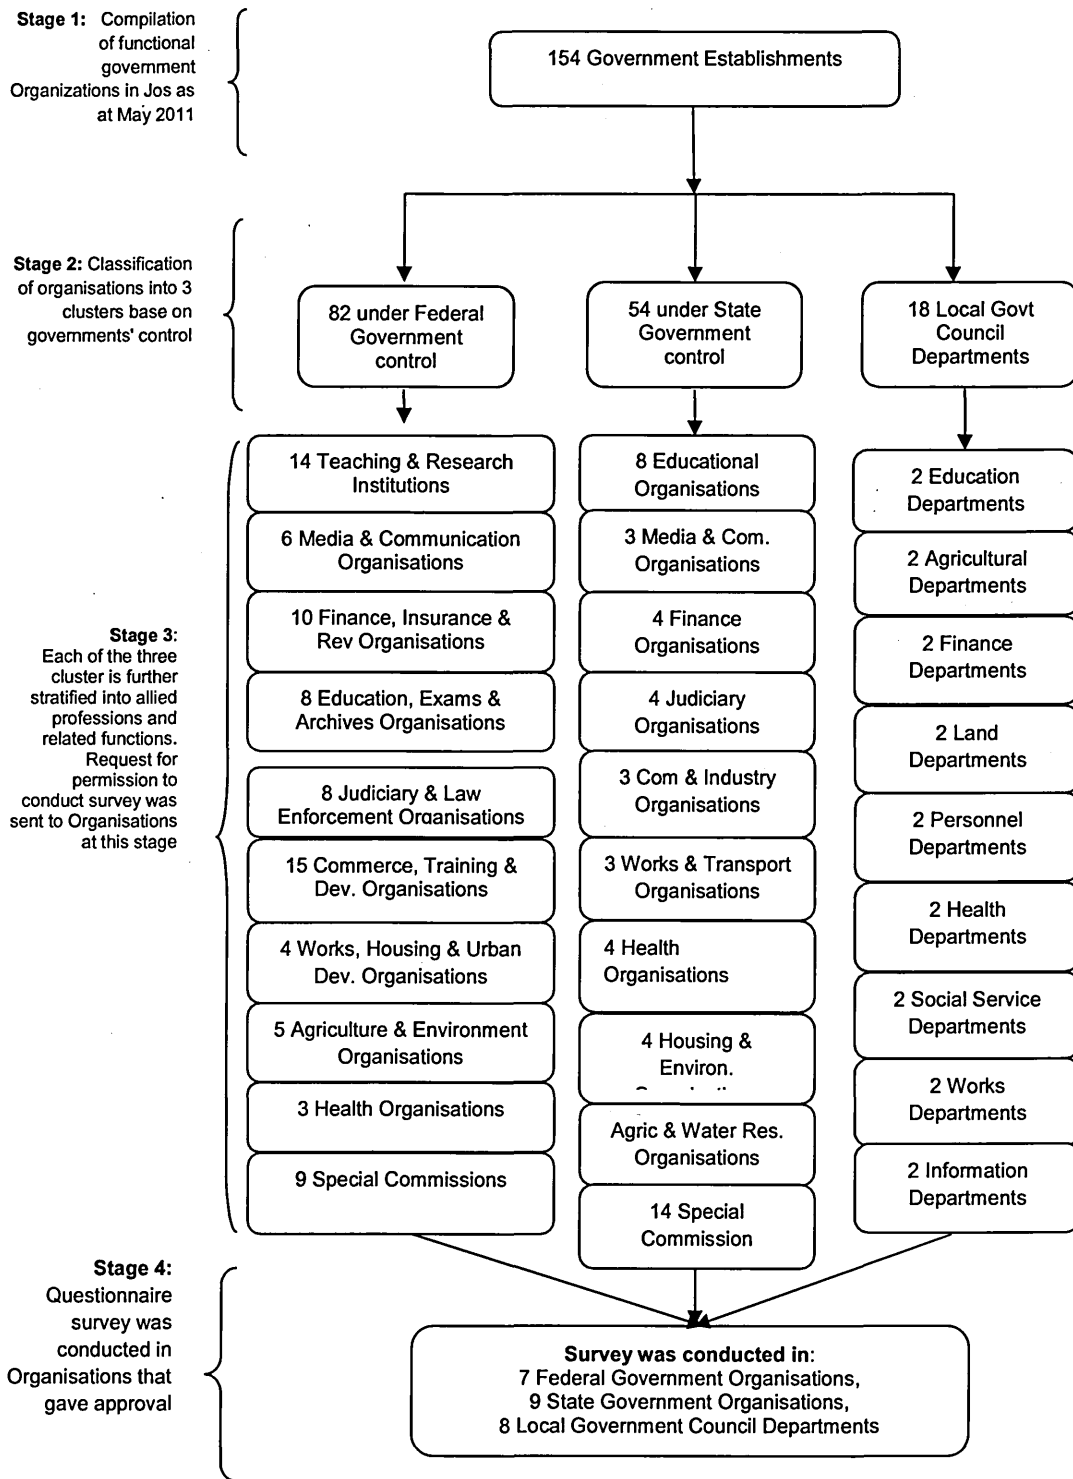 Stage 1: Compilation
of functional
government
Organizations in Jos as
at May 2011
154 Government Establishments
Stage 2: Classification
of organisations into 3
clusters base on
governments' control
82 under Federal
Government
control
54 under State
Government
control
18 Local Govt
Council
Departments
Stage 3:
Each of the three
cluster is further
stratified into allied
professions and
related functions.
Request for
permission to
conduct survey was
sent to Organisations
at this stage
14 Teaching & Research
Institutions
6 Media & Communication
Organisations
10 Finance, Insurance &
Rev Organisations
8 Education, Exams &
Archives Organisations
8 Judiciary & Law
Enforcement Organisations
15 Commerce, Training &
Dev. Organisations
4 Works, Housing & Urban
Dev. Organisations
5 Agriculture & Environment
Organisations
3 Health Organisations
9 Special Commissions
8 Educational
Organisations
3 Media & Com.
Organisations
4 Finance
Organisations
4 Judiciary
Organisations
3 Com & Industry
Organisations
3 Works & Transport
Organisations
4 Health
Organisations
4 Housing &
Environ.
Agric & Water Res.
Organisations
14 Special
Commission
2 Education
Departments
2 Agricultural
Departments
2 Finance
Departments
2 Land
Departments
2 Personnel
Departments
2 Health
Departments
2 Social Service
Departments
2 Works
Departments
2 Information
Departments
Stage 4:
Questionnaire
survey was
conducted in
Organisations that
gave approval
Survey was conducted in:
7 Federal Government Organisations,
9 State Government Organisations,
8 Local Government Council Departments